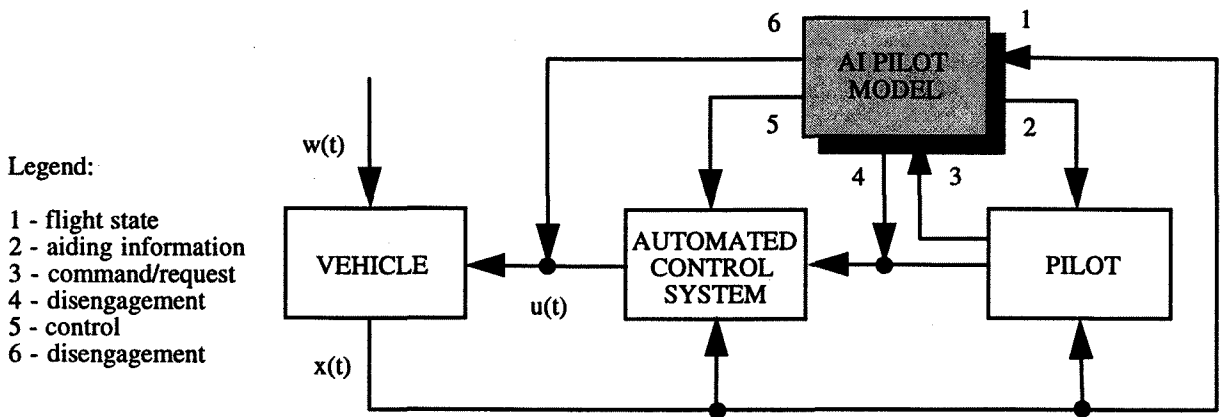 6
1
AI PILOT
MODEL
5
2
w(t)
4
3
Legend:
1 - flight state
2 - aiding information
3 - command/request
4 - disengagement
5 - control
6 - disengagement
VEHICLE
AUTOMATED
CONTROL
SYSTEM
PILOT
u(t)
x(t)